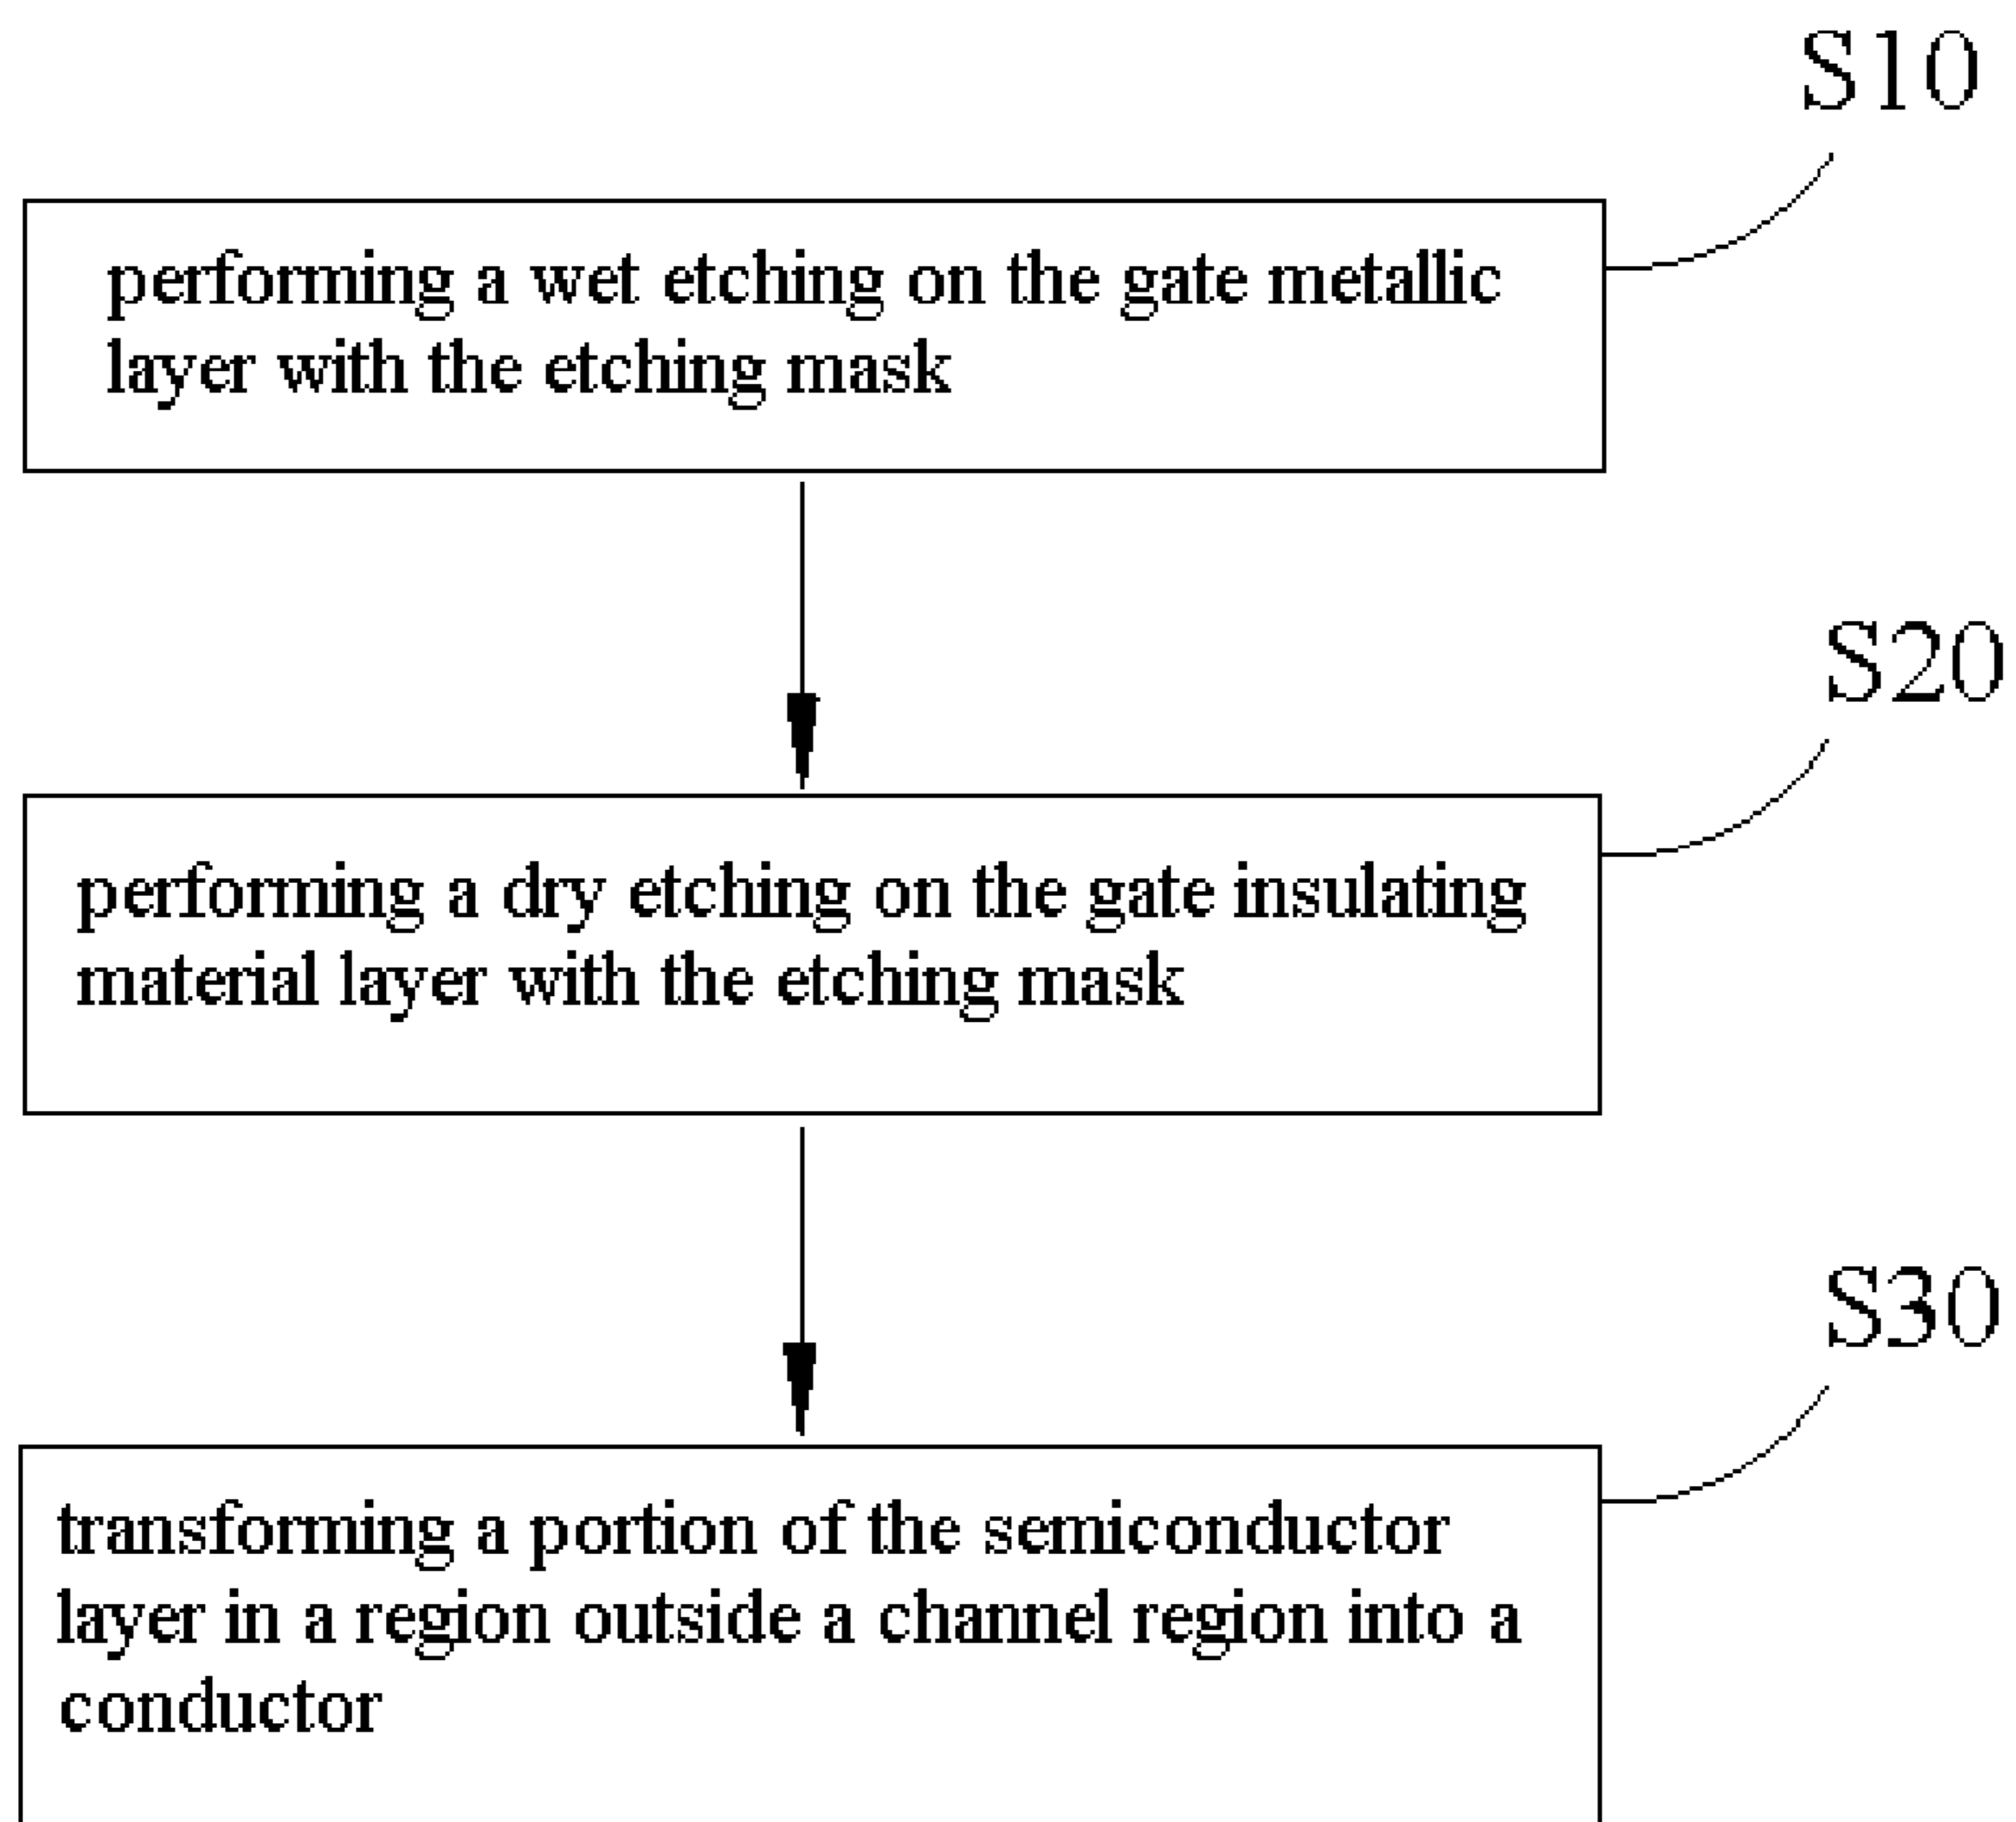 S10
performing a wet etching on the gate metallic
layer with the etching mask
S20
performing a dry etching on the gate insulating
material layer with the etching mask
S30
transforming a portion of the semiconductor
layer in a region outside a channel region into a
conductor